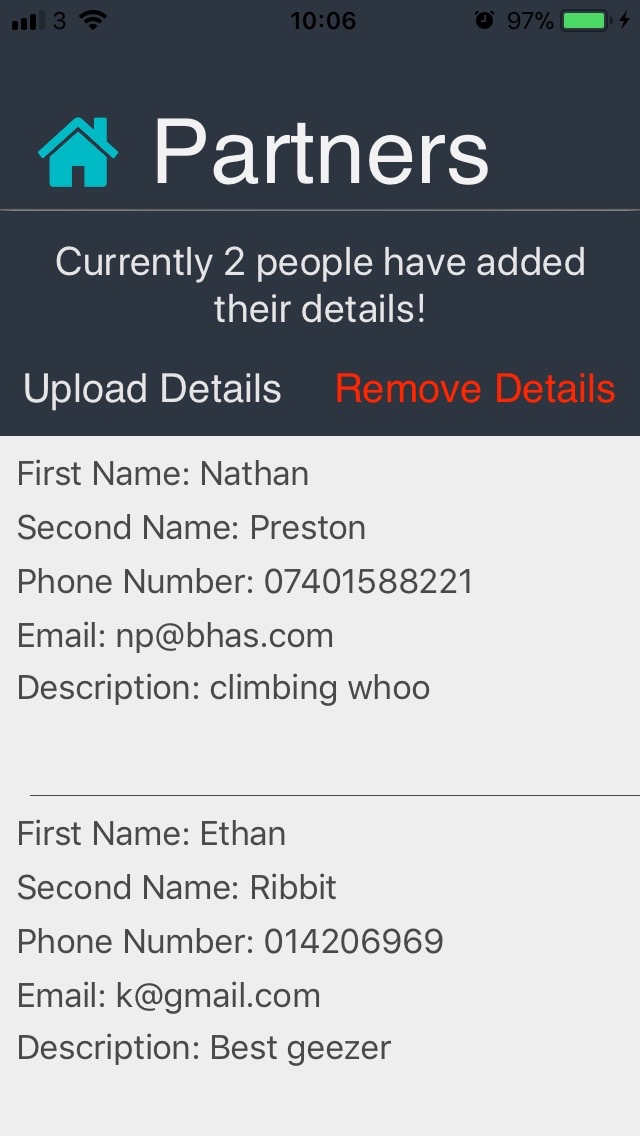 3 10:06 97%
Partners
Currently 2 people have added
their details!
Upload Details Remove Details
First Name: Nathan
Second Name: Preston
Phone Number: 07401588221
Email: np@bhas.com
Description: climbing whoo
First Name: Ethan
Second Name: Ribbit
Phone Number: 014206969
Email: k@gmail.com
Description: Best geezer